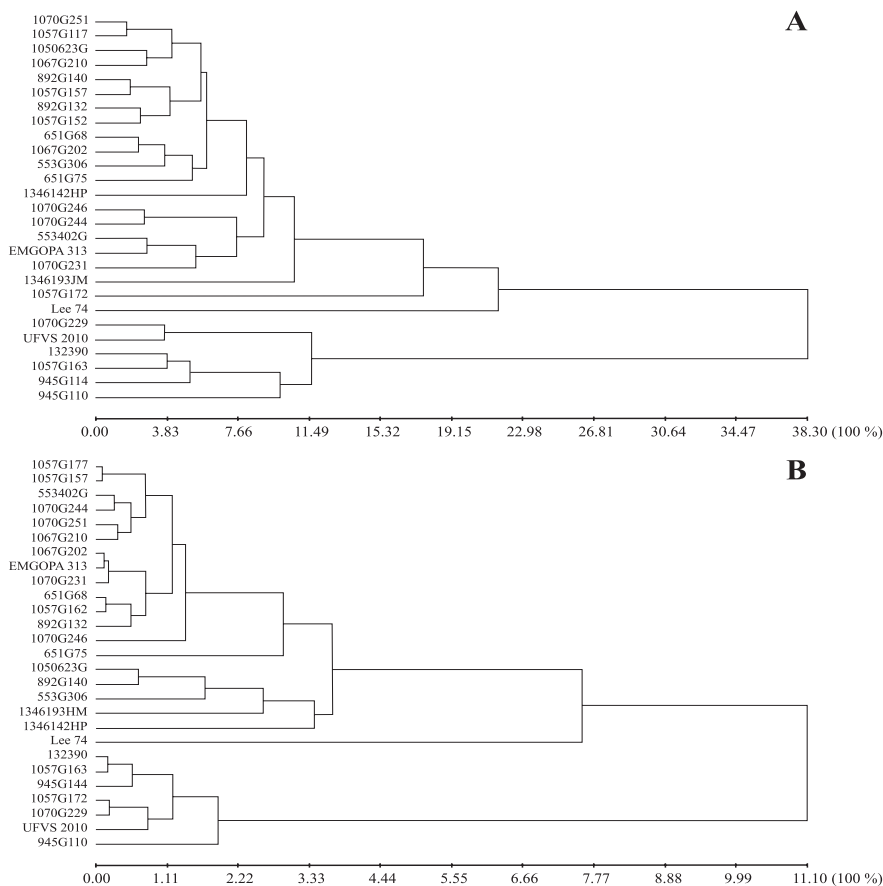 A
1070G251
1057G117
1050623G
1067G210
892G140
1057G157
892G132
1057G152
651G68
1067G202
553G306
651G75
1346142HP
1070G246
1070G244
553402G
EMGOPA 313
1070G231
1346193JM
1057G172
Lee 74
1070G229
UFVS 2010
132390
1057G163
945G114
945G110
0.00 3.83 7.66 11.49 15.32 19.15 22.98 26.81 30.64 34.47 38.30 (100 %)
B
1057G177
1057G157
553402G
1070G244
1070G251
1067G210
1067G202
EMGOPA 313
1070G231
651G68
1057G162
892G132
1070G246
651G75
1050623G
892G140
553G306
1346193HM
1346142HP
Lee 74
132390
1057G163
945G144
1057G172
1070G229
UFVS 2010
945G110
0.00 1.11 2.22 3.33 4.44 5.55 6.66 7.77 8.88 9.99 11.10 (100 %)